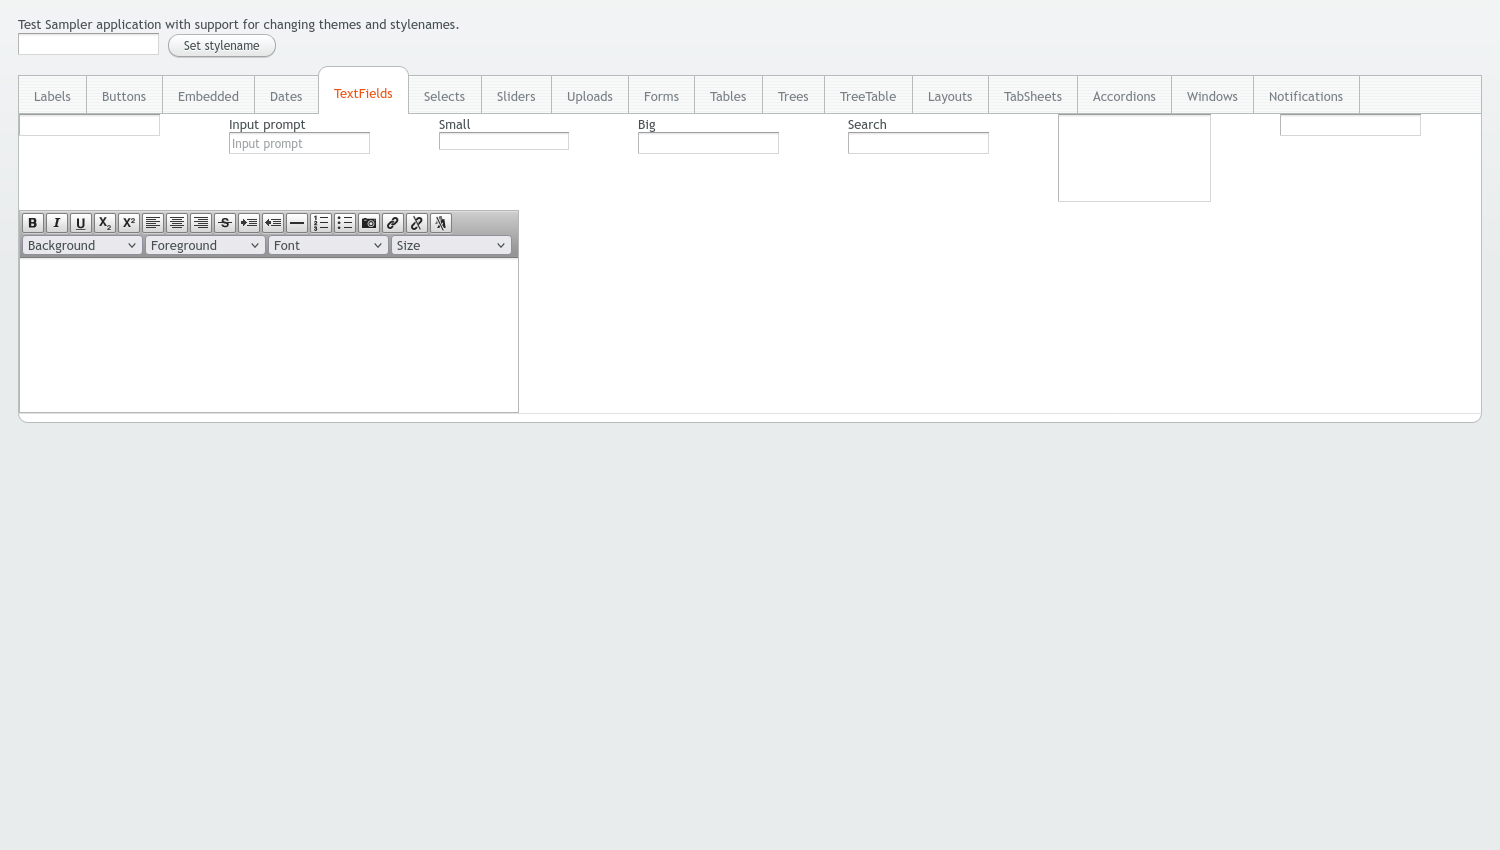 Test Sampler application with support for changing themes and stylenames.
Set stylename
Labels Buttons Embedded Dates TextFields Selects Sliders Uploads Forms Tables Trees TreeTable Layouts TabSheets Accordions Windows Notifications
Input prompt Small Big Search
Input prompt
B I U X₂ X² S
Background Foreground Font Size